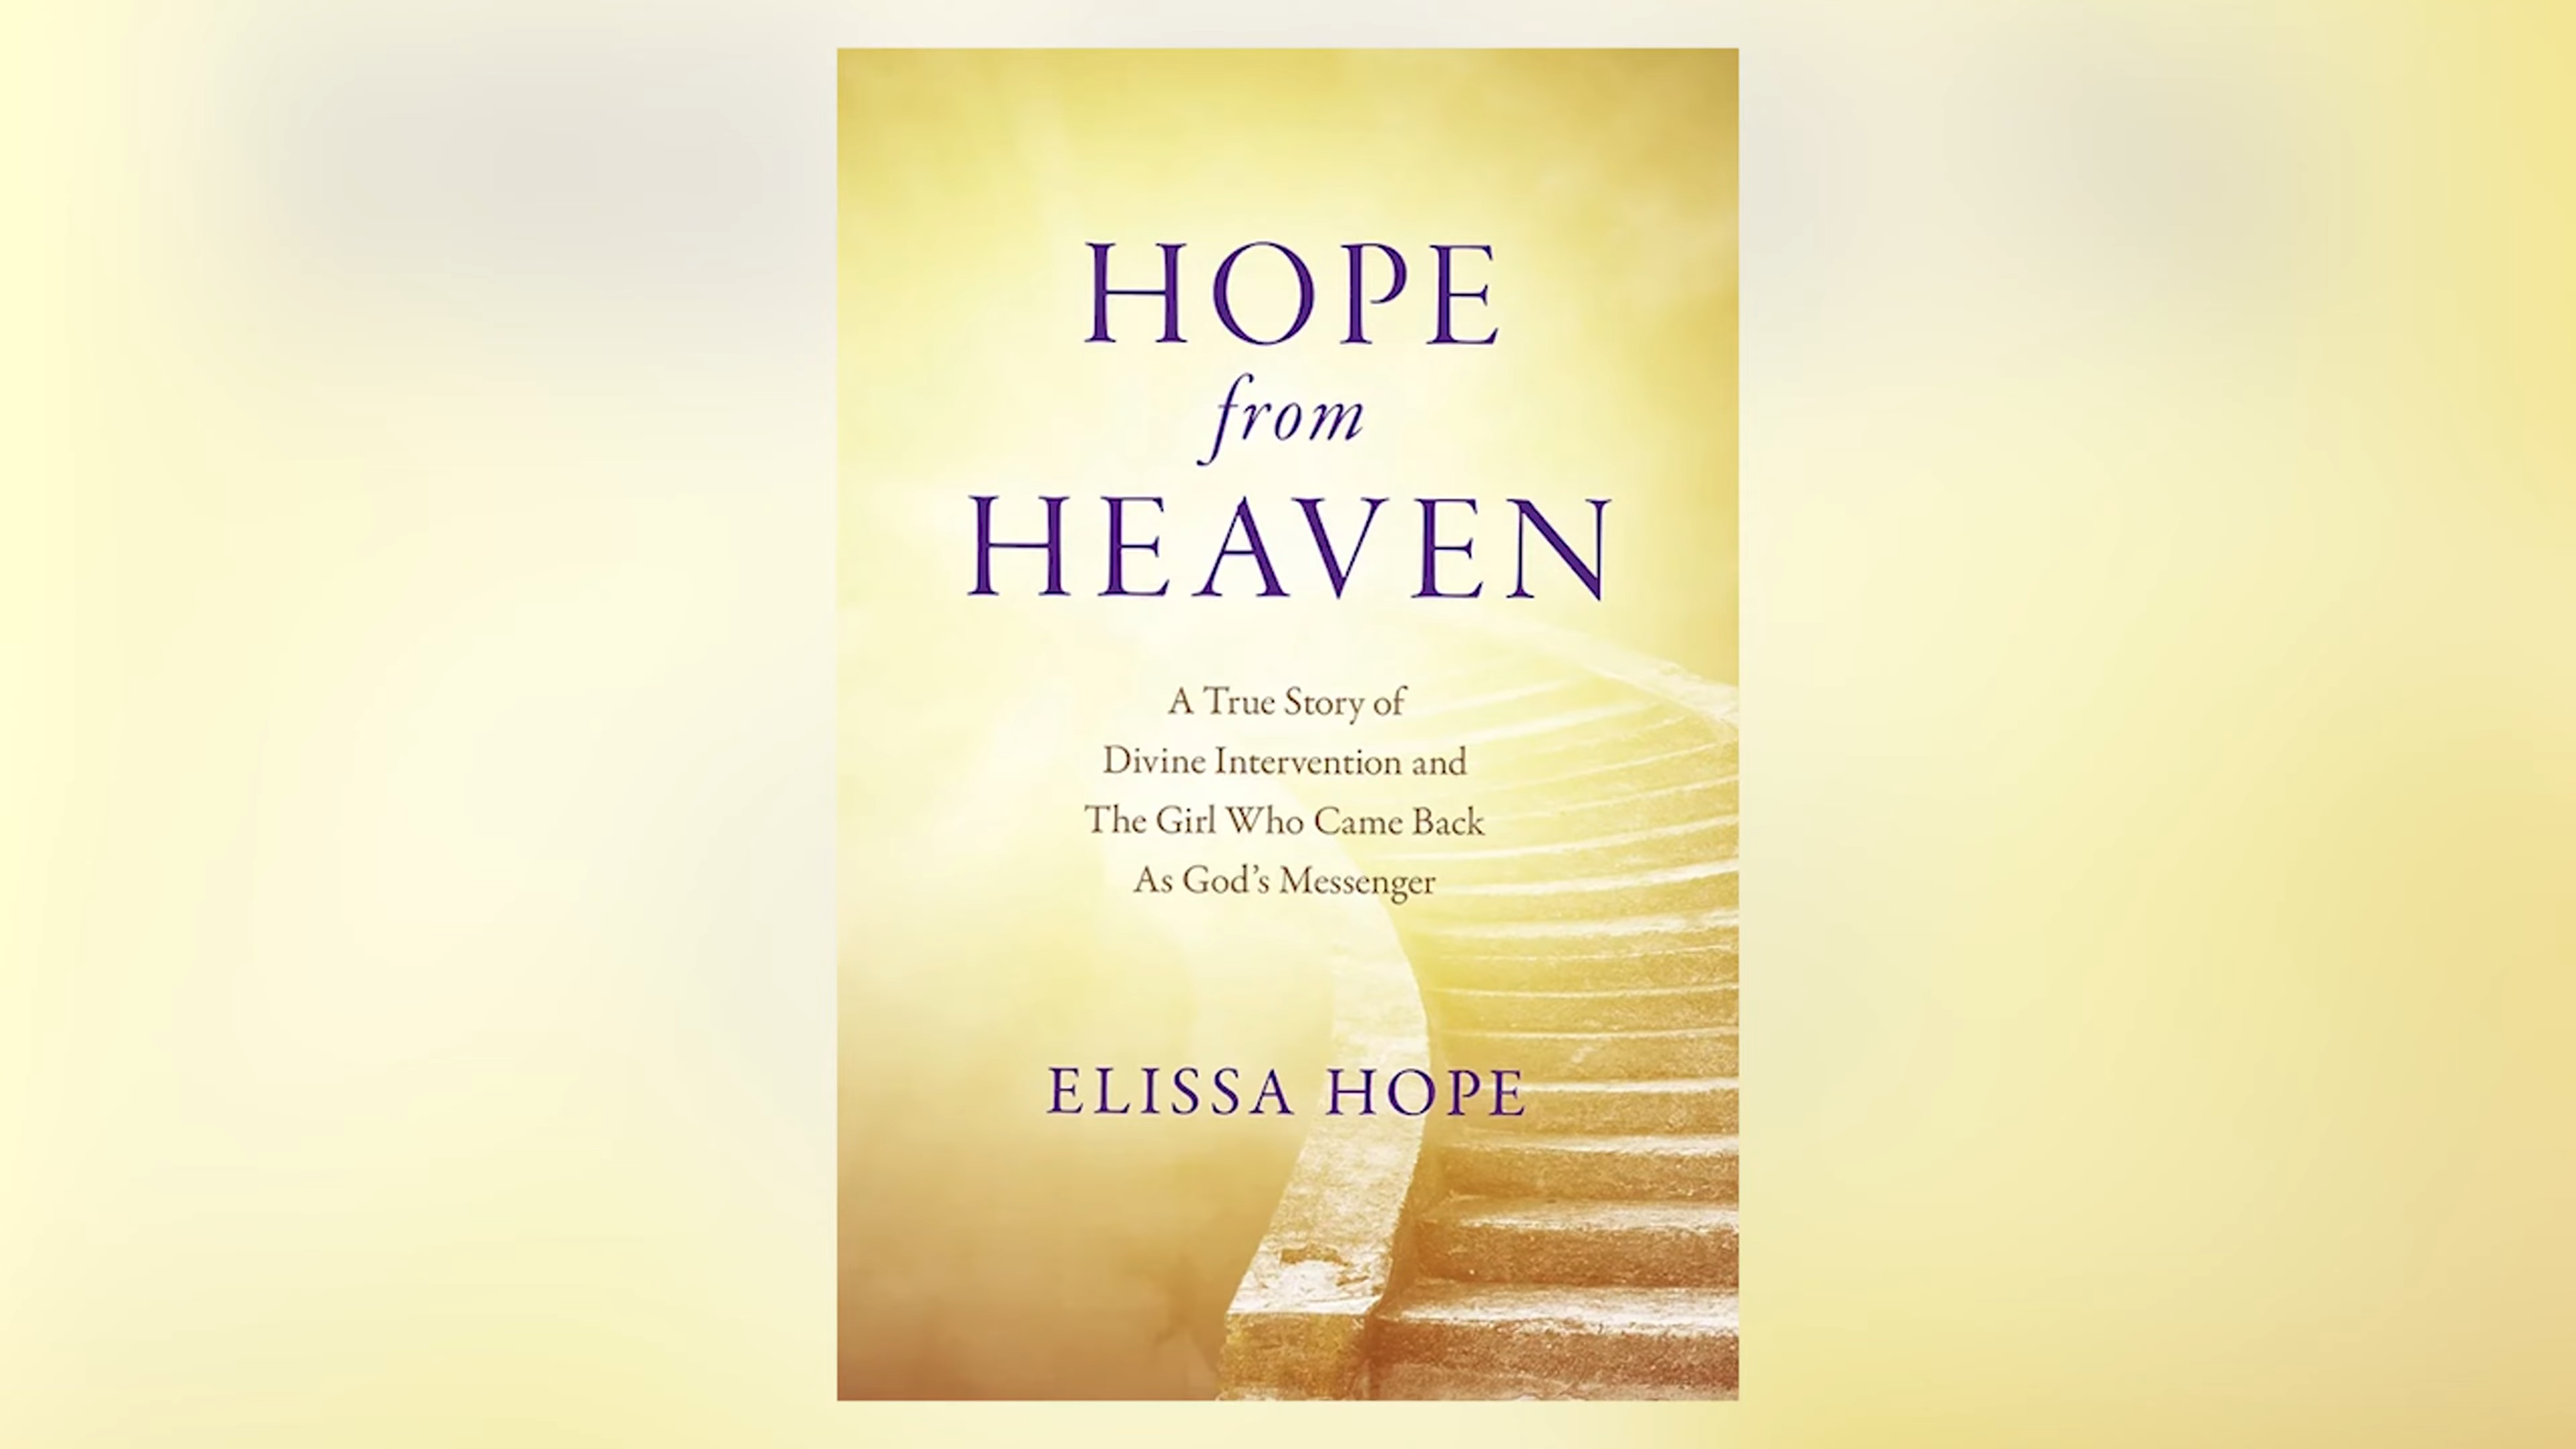 HOPE
from
HEAVEN
A True Story of
Divine Intervention and
The Girl Who Came Back
As God’s Messenger
ELISSA HOPE